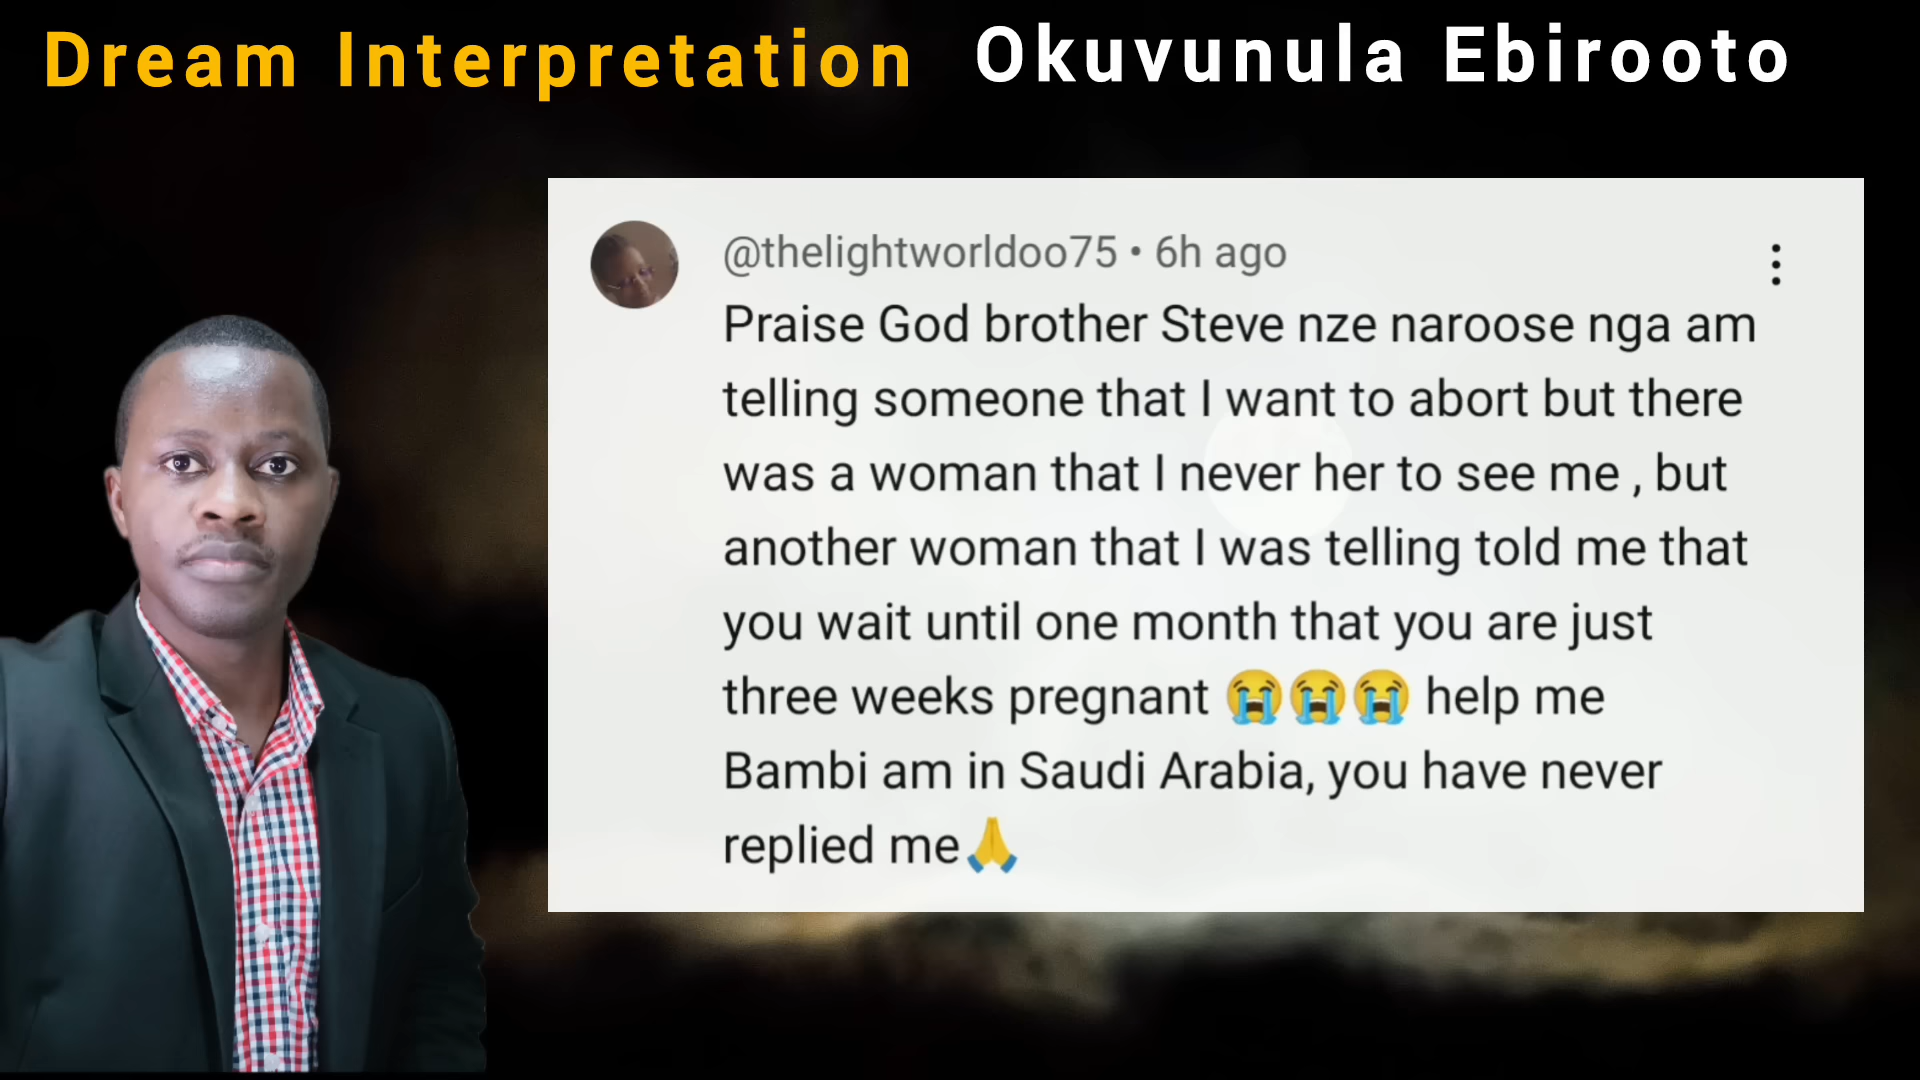 Dream Interpretation Okuvunula Ebirooto
@thelightworldoo75 • 6h ago
Praise God brother Steve nze naroose nga am
telling someone that I want to abort but there
was a woman that I never her to see me , but
another woman that I was telling told me that
you wait until one month that you are just
three weeks pregnant 😭😭😭 help me
Bambi am in Saudi Arabia, you have never
replied me🙏